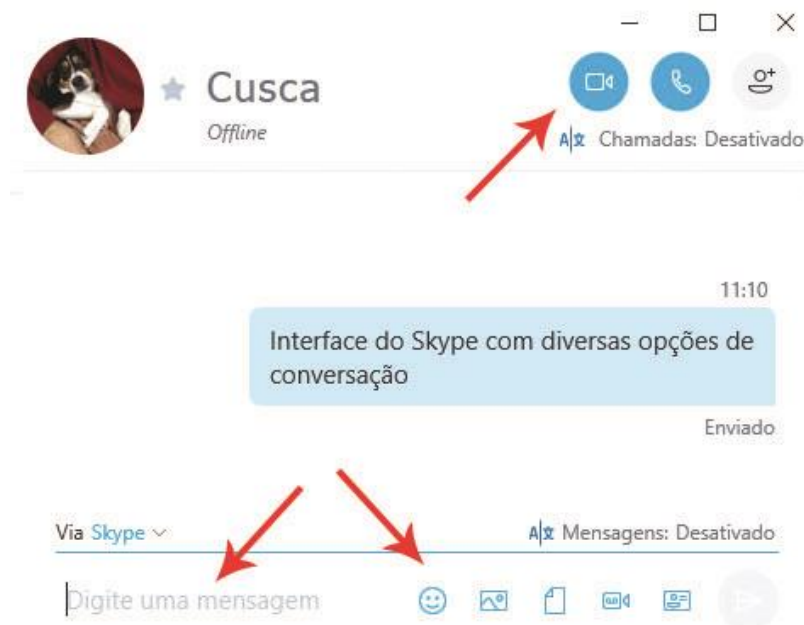 Cusca
Offline
A Chamadas: Desativado
11:10
Interface do Skype com diversas opções de
conversação
Enviado
Via Skype
A Mensagens: Desativado
Digite uma mensagem